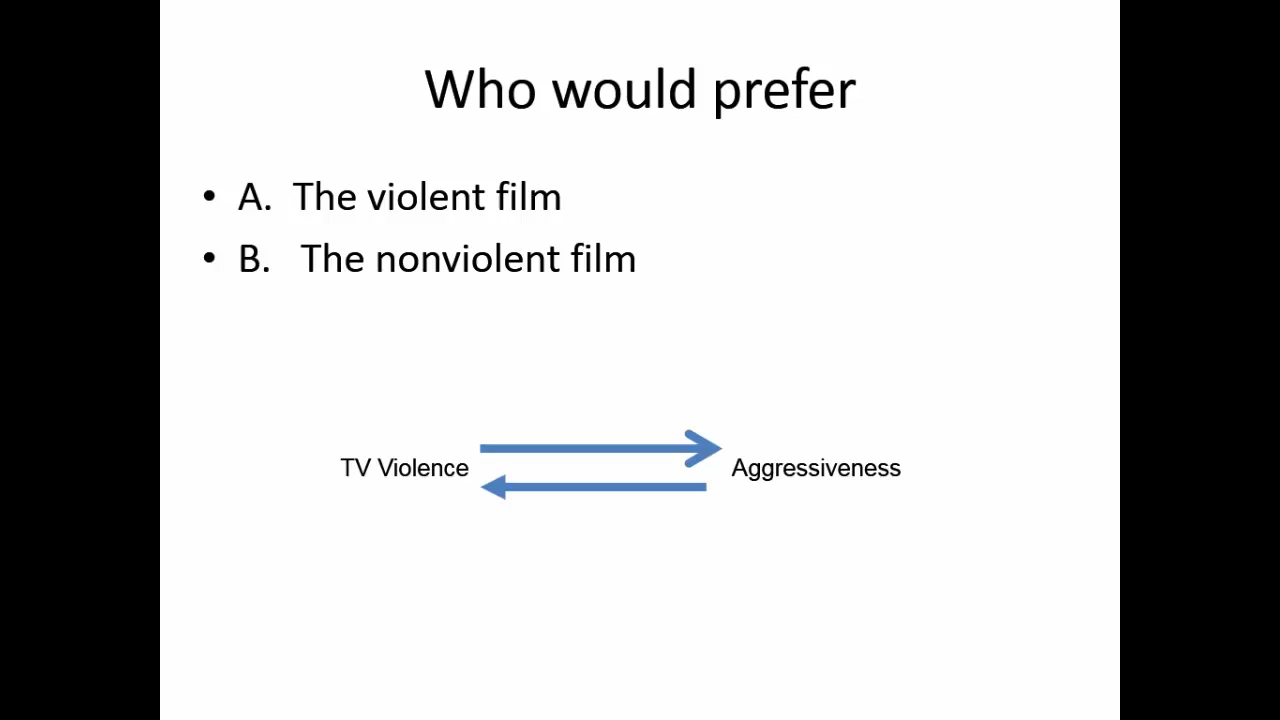 Who would prefer
• A. The violent film
• B. The nonviolent film
TV Violence
Aggressiveness